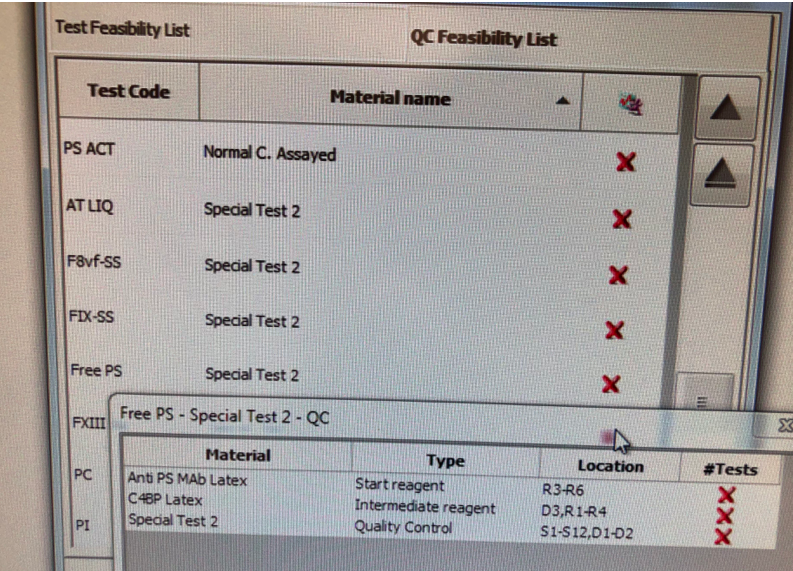 Test Feasibility List QC Feasibility List
Test Code Material name
PS ACT Normal C. Assayed
AT LIQ Special Test 2
F8vf-SS Special Test 2
FIX-SS Special Test 2
Free PS Special Test 2
FXIII
PC
PI
Free PS - Special Test 2 - QC
Material Type Location #Tests
Anti PS MAb Latex Start reagent R3-R6
C4BP Latex Intermediate reagent D3,R1-R4
Special Test 2 Quality Control S1-S12,D1-D2